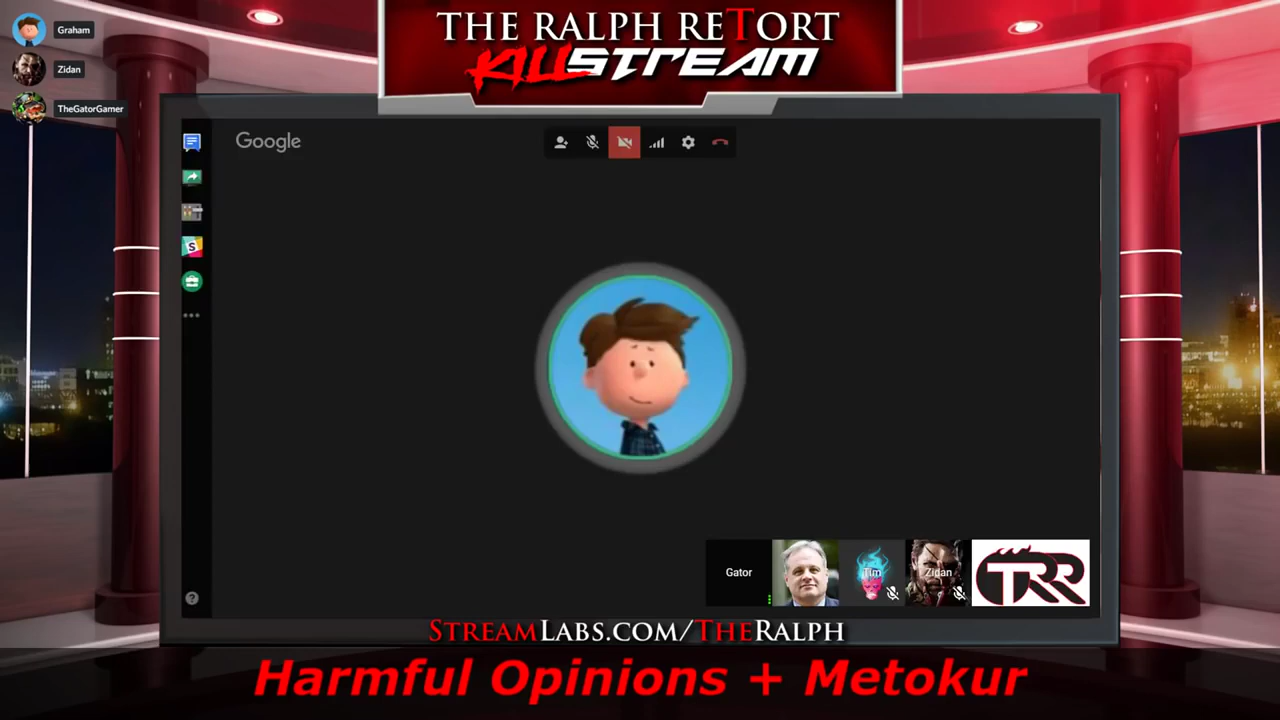 THE RALPH RETORT
KILLSTREAM
Graham
Zidan
TheGatorGamer
Google
S
Gator
Tim
Zidan
TRR
?
STREAMLABS.COM/THERALPH
Harmful Opinions + Metokur